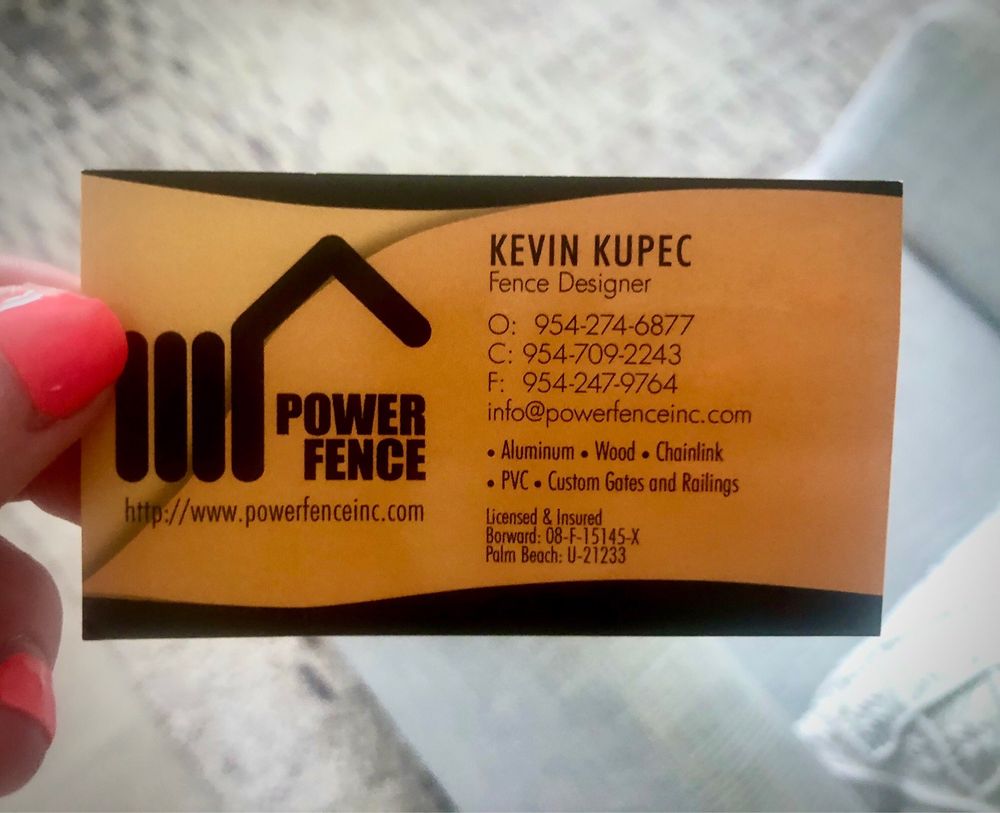 POWER
FENCE
http://www.powerfenceinc.com
KEVIN KUPEC
Fence Designer
O: 954-274-6877
C: 954-709-2243
F: 954-247-9764
info@powerfenceinc.com
• Aluminum • Wood • Chainlink
• PVC • Custom Gates and Railings
Licensed & Insured
Borward: 08-F-15145-X
Palm Beach: U-21233